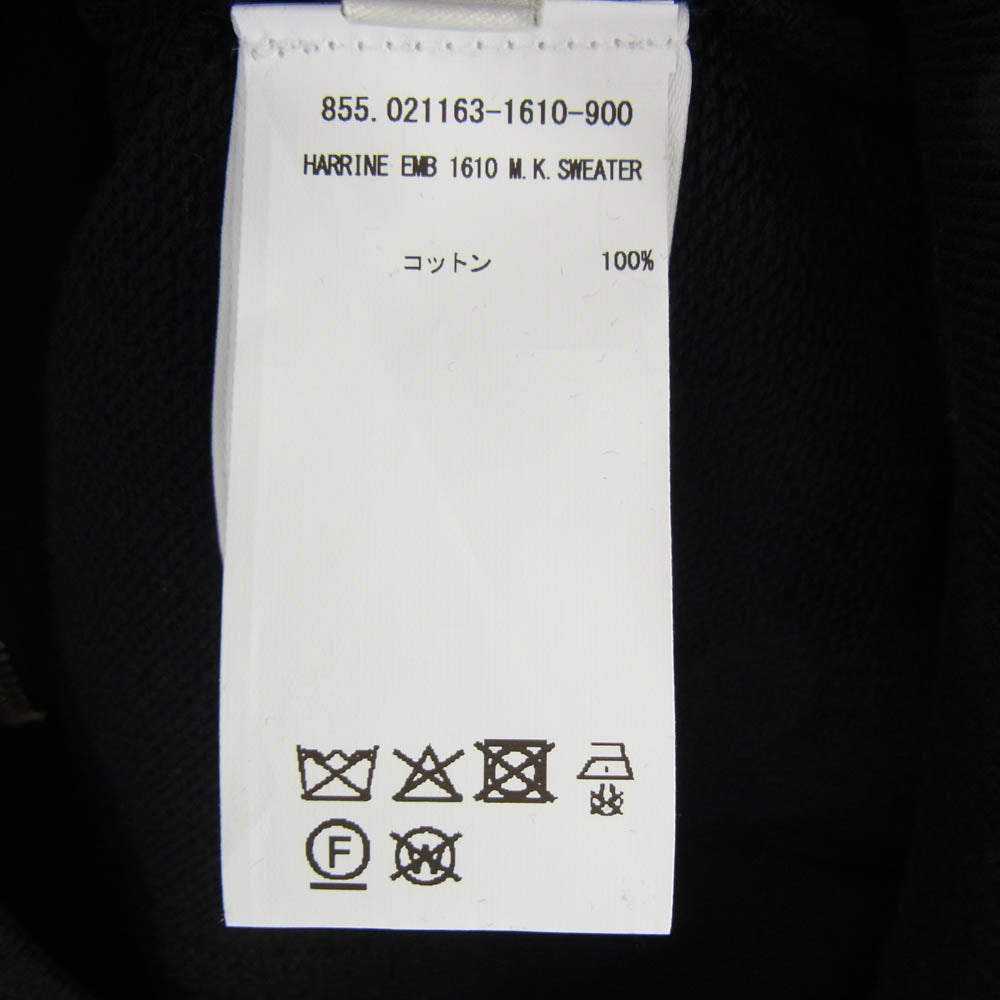 855.021163-1610-900
HARRINE EMB 1610 M.K.SWEATER
コットン 100%
F
W